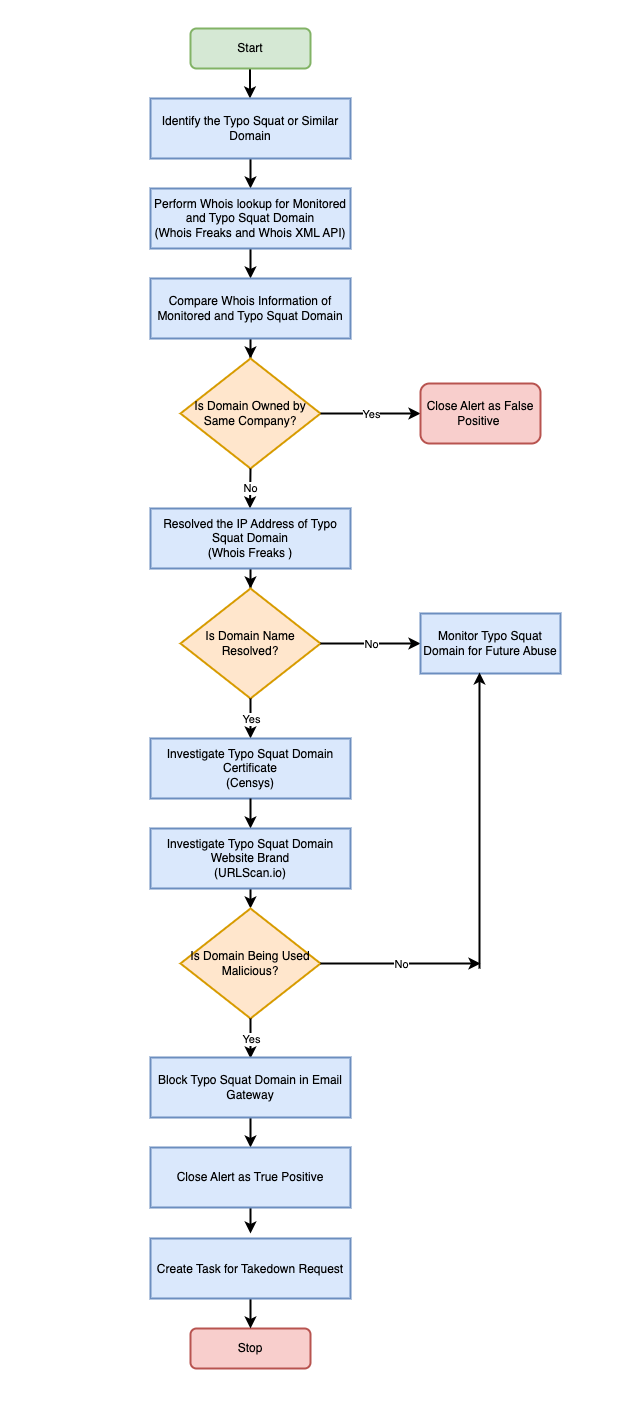 Start
Identify the Typo Squat or Similar
Domain
Perform Whois lookup for Monitored
and Typo Squat Domain
(Whois Freaks and Whois XML API)
Compare Whois Information of
Monitored and Typo Squat Domain
Is Domain Owned by
Same Company?
Yes
Close Alert as False
Positive
No
Resolved the IP Address of Typo
Squat Domain
(Whois Freaks )
Is Domain Name
Resolved?
No
Monitor Typo Squat
Domain for Future Abuse
Yes
Investigate Typo Squat Domain
Certificate
(Censys)
Investigate Typo Squat Domain
Website Brand
(URLScan.io)
Is Domain Being Used
Malicious?
No
Yes
Block Typo Squat Domain in Email
Gateway
Close Alert as True Positive
Create Task for Takedown Request
Stop